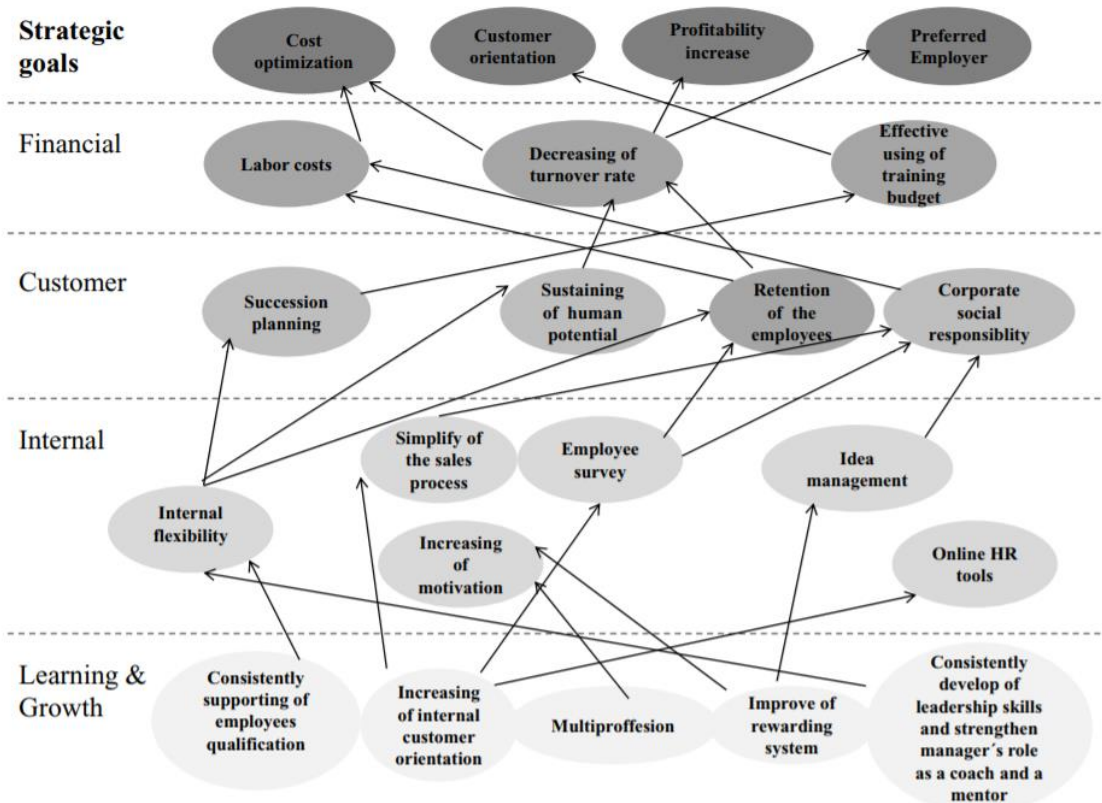 Strategic
goals
Cost
optimization
Customer
orientation
Profitability
increase
Preferred
Employer
Financial
Labor costs
Decreasing of
turnover rate
Effective
using of
training
budget
Customer
Succession
planning
Sustaining
of human
potential
Retention
of the
employees
Corporate
social
responsiblity
Internal
Simplify of
the sales
process
Employee
survey
Idea
management
Internal
flexibility
Increasing
of
motivation
Online HR
tools
Learning &
Growth
Consistently
supporting of
employees
qualification
Increasing
of internal
customer
orientation
Multiproffesion
Improve of
rewarding
system
Consistently
develop of
leadership skills
and strengthen
manager´s role
as a coach and a
mentor